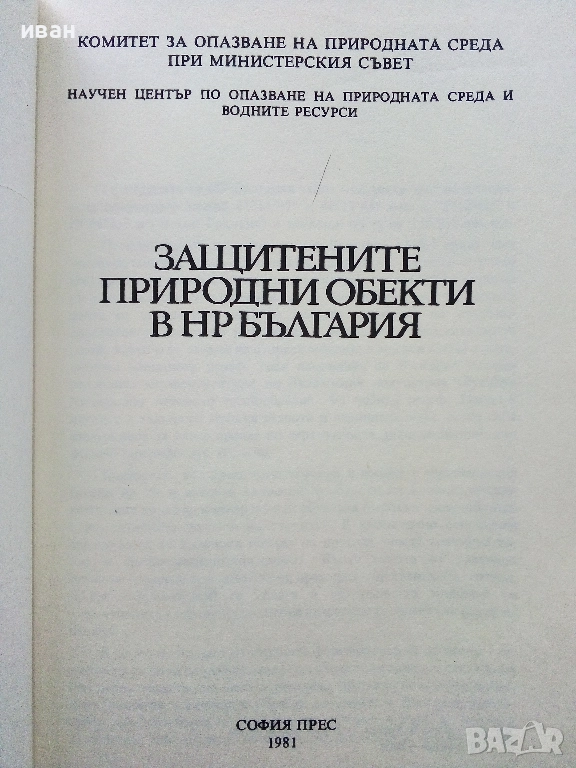 иван
КОМИТЕТ ЗА ОПАЗВАНЕ НА ПРИРОДНАТА СРЕДА
ПРИ МИНИСТЕРСКИЯ СЪВЕТ
НАУЧЕН ЦЕНТЪР ПО ОПАЗВАНЕ НА ПРИРОДНАТА СРЕДА И
ВОДНИТЕ РЕСУРСИ
ЗАЩИТЕНИТЕ
ПРИРОДНИ ОБЕКТИ
В НР БЪЛГАРИЯ
СОФИЯ ПРЕС
1981
BAZAR